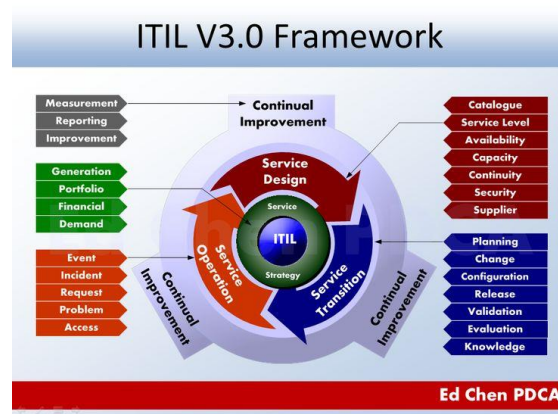 ITIL V3.0 Framework
Measurement
Reporting
Improvement
Generation
Portfolio
Financial
Demand
Event
Incident
Request
Problem
Access
Continual
Improvement
Service
Design
Service
ITIL
Strategy
Service
Operation
Service
Transition
Continual
Improvement
Continual
Improvement
Catalogue
Service Level
Availability
Capacity
Continuity
Security
Supplier
Planning
Change
Configuration
Release
Validation
Evaluation
Knowledge
Ed Chen PDCA